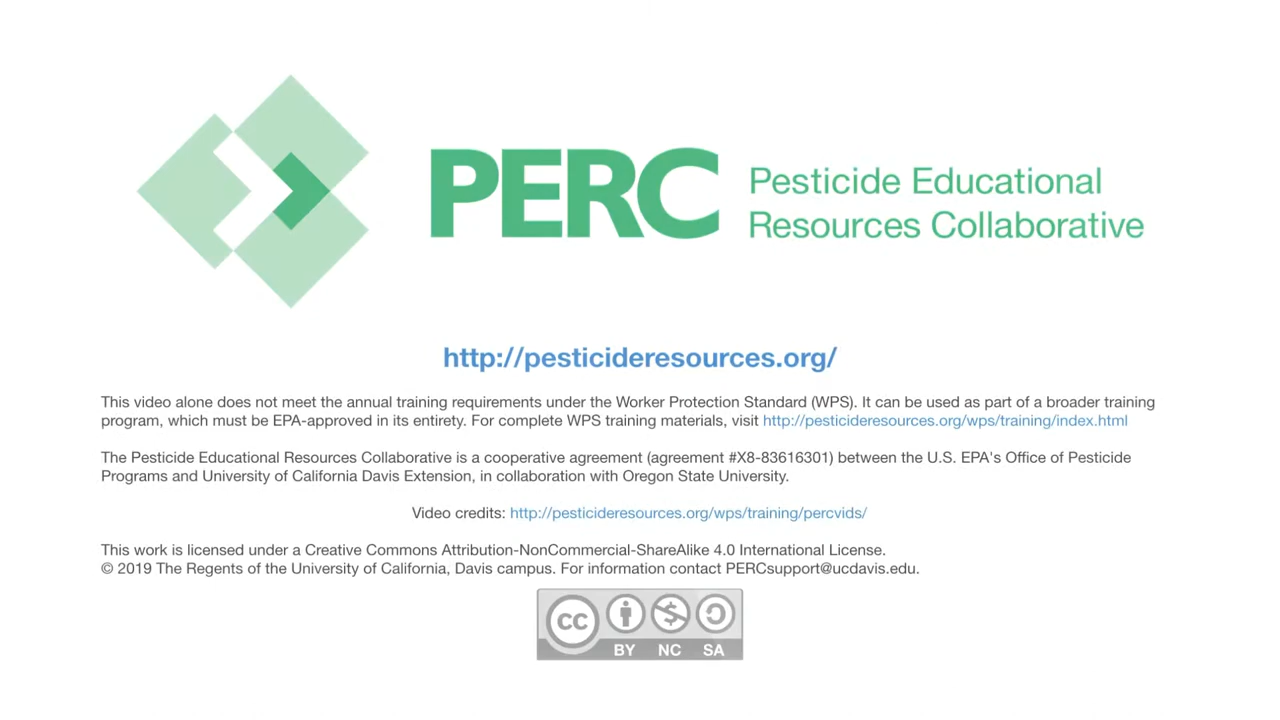 PERC
Pesticide Educational
Resources Collaborative
http://pesticideresources.org/
This video alone does not meet the annual training requirements under the Worker Protection Standard (WPS). It can be used as part of a broader training
program, which must be EPA-approved in its entirety. For complete WPS training materials, visit http://pesticideresources.org/wps/training/index.html
The Pesticide Educational Resources Collaborative is a cooperative agreement (agreement #X8-83616301) between the U.S. EPA's Office of Pesticide
Programs and University of California Davis Extension, in collaboration with Oregon State University.
Video credits: http://pesticideresources.org/wps/training/percvids/
This work is licensed under a Creative Commons Attribution-NonCommercial-ShareAlike 4.0 International License.
© 2019 The Regents of the University of California, Davis campus. For information contact PERCsupport@ucdavis.edu.
cc
BY NC SA